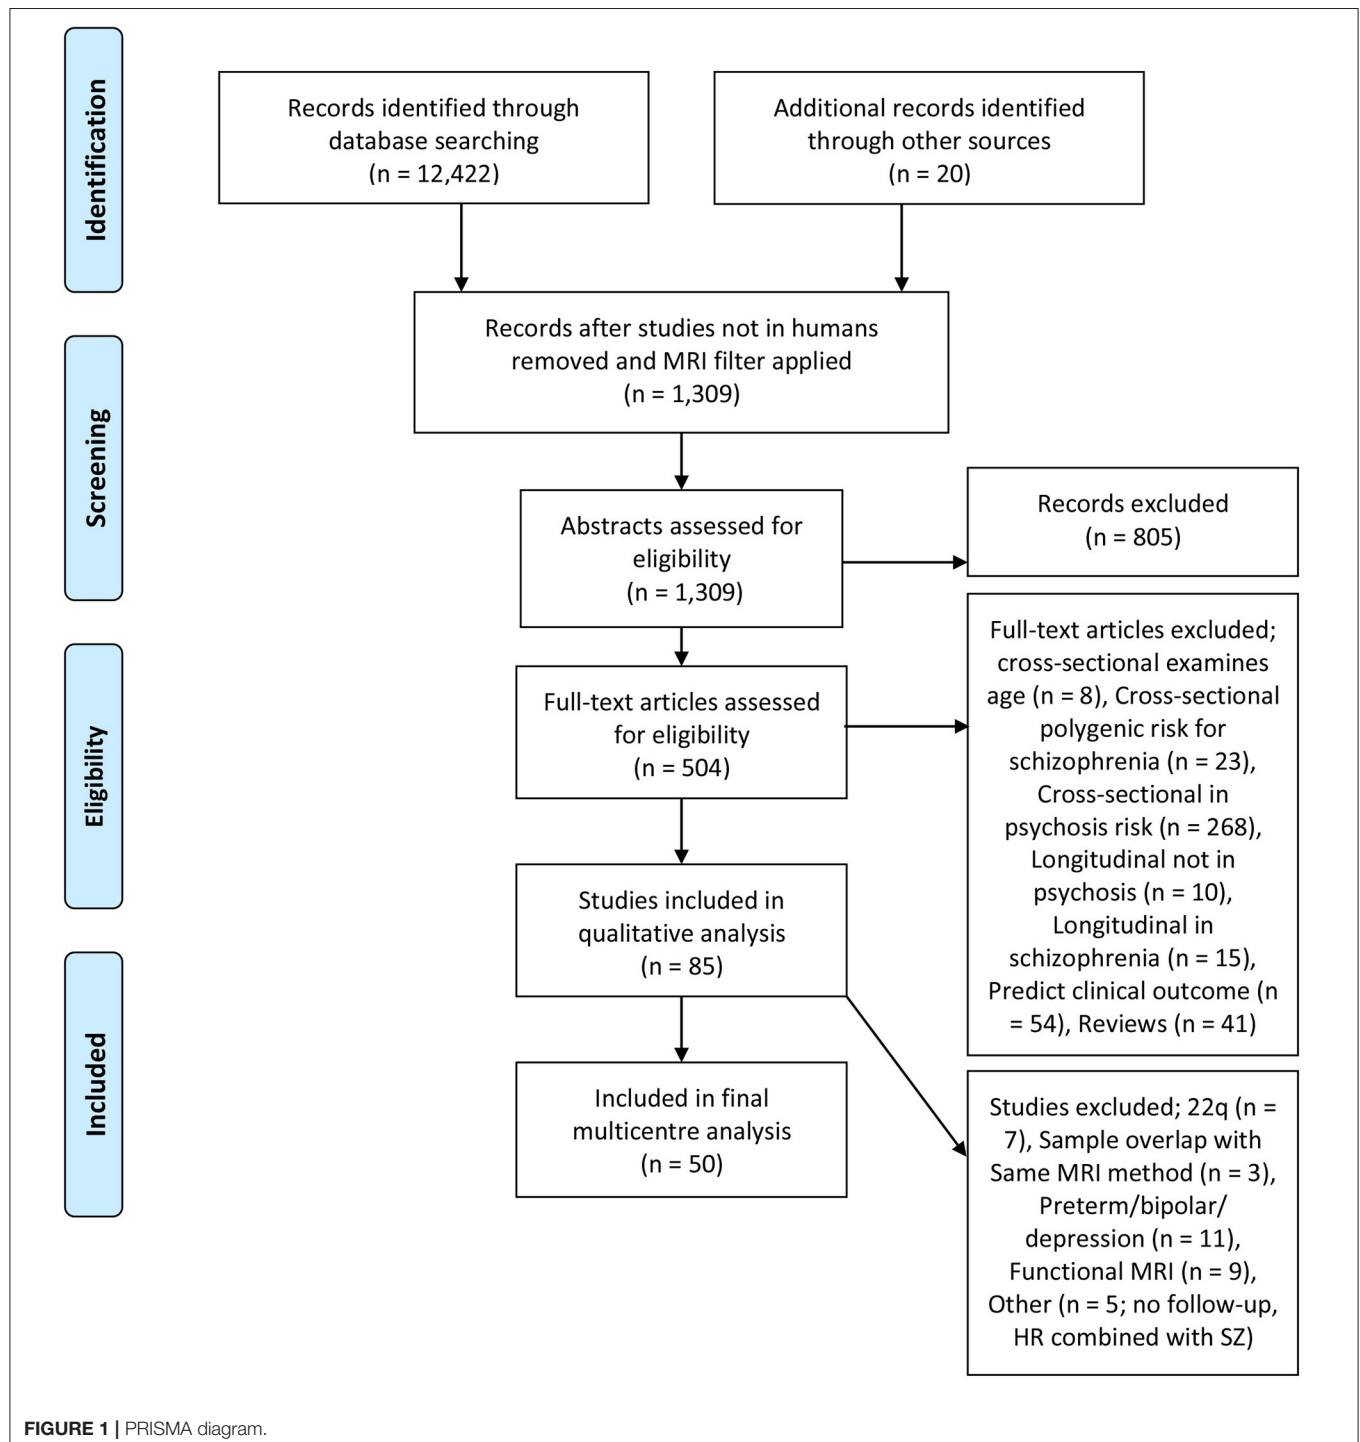 Identification
Records identified through
database searching
(n = 12,422)
Additional records identified
through other sources
(n = 20)
Records after studies not in humans
removed and MRI filter applied
(n = 1,309)
Screening
Abstracts assessed for
eligibility
(n = 1,309)
Records excluded
(n = 805)
Eligibility
Full-text articles assessed
for eligibility
(n = 504)
Full-text articles excluded;
cross-sectional examines
age (n = 8), Cross-sectional
polygenic risk for
schizophrenia (n = 23),
Cross-sectional in
psychosis risk (n = 268),
Longitudinal not in
psychosis (n = 10),
Longitudinal in
schizophrenia (n = 15),
Predict clinical outcome (n
= 54), Reviews (n = 41)
Studies included in
qualitative analysis
(n = 85)
Included
Included in final
multicentre analysis
(n = 50)
Studies excluded; 22q (n =
7), Sample overlap with
Same MRI method (n = 3),
Preterm/bipolar/
depression (n = 11),
Functional MRI (n = 9),
Other (n = 5; no follow-up,
HR combined with SZ)
FIGURE 1 | PRISMA diagram.